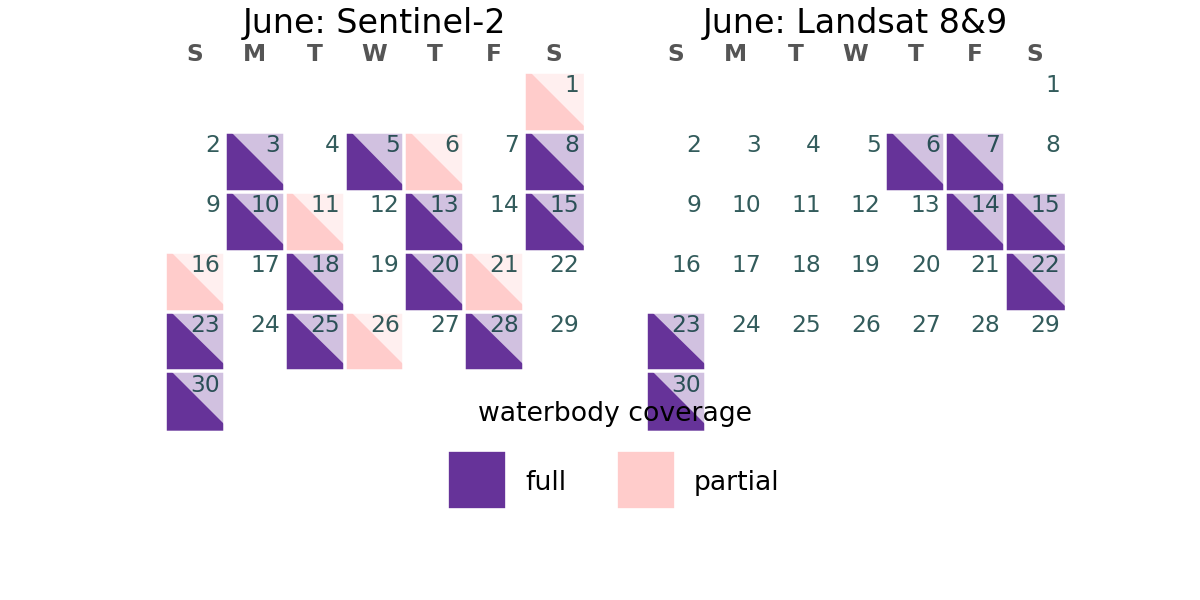 June: Sentinel-2
S M T W T F S
1
2 3 4 5 6 7 8
9 10 11 12 13 14 15
16 17 18 19 20 21 22
23 24 25 26 27 28 29
30
June: Landsat 8&9
S M T W T F S
1
2 3 4 5 6 7 8
9 10 11 12 13 14 15
16 17 18 19 20 21 22
23 24 25 26 27 28 29
30
waterbody coverage
full partial